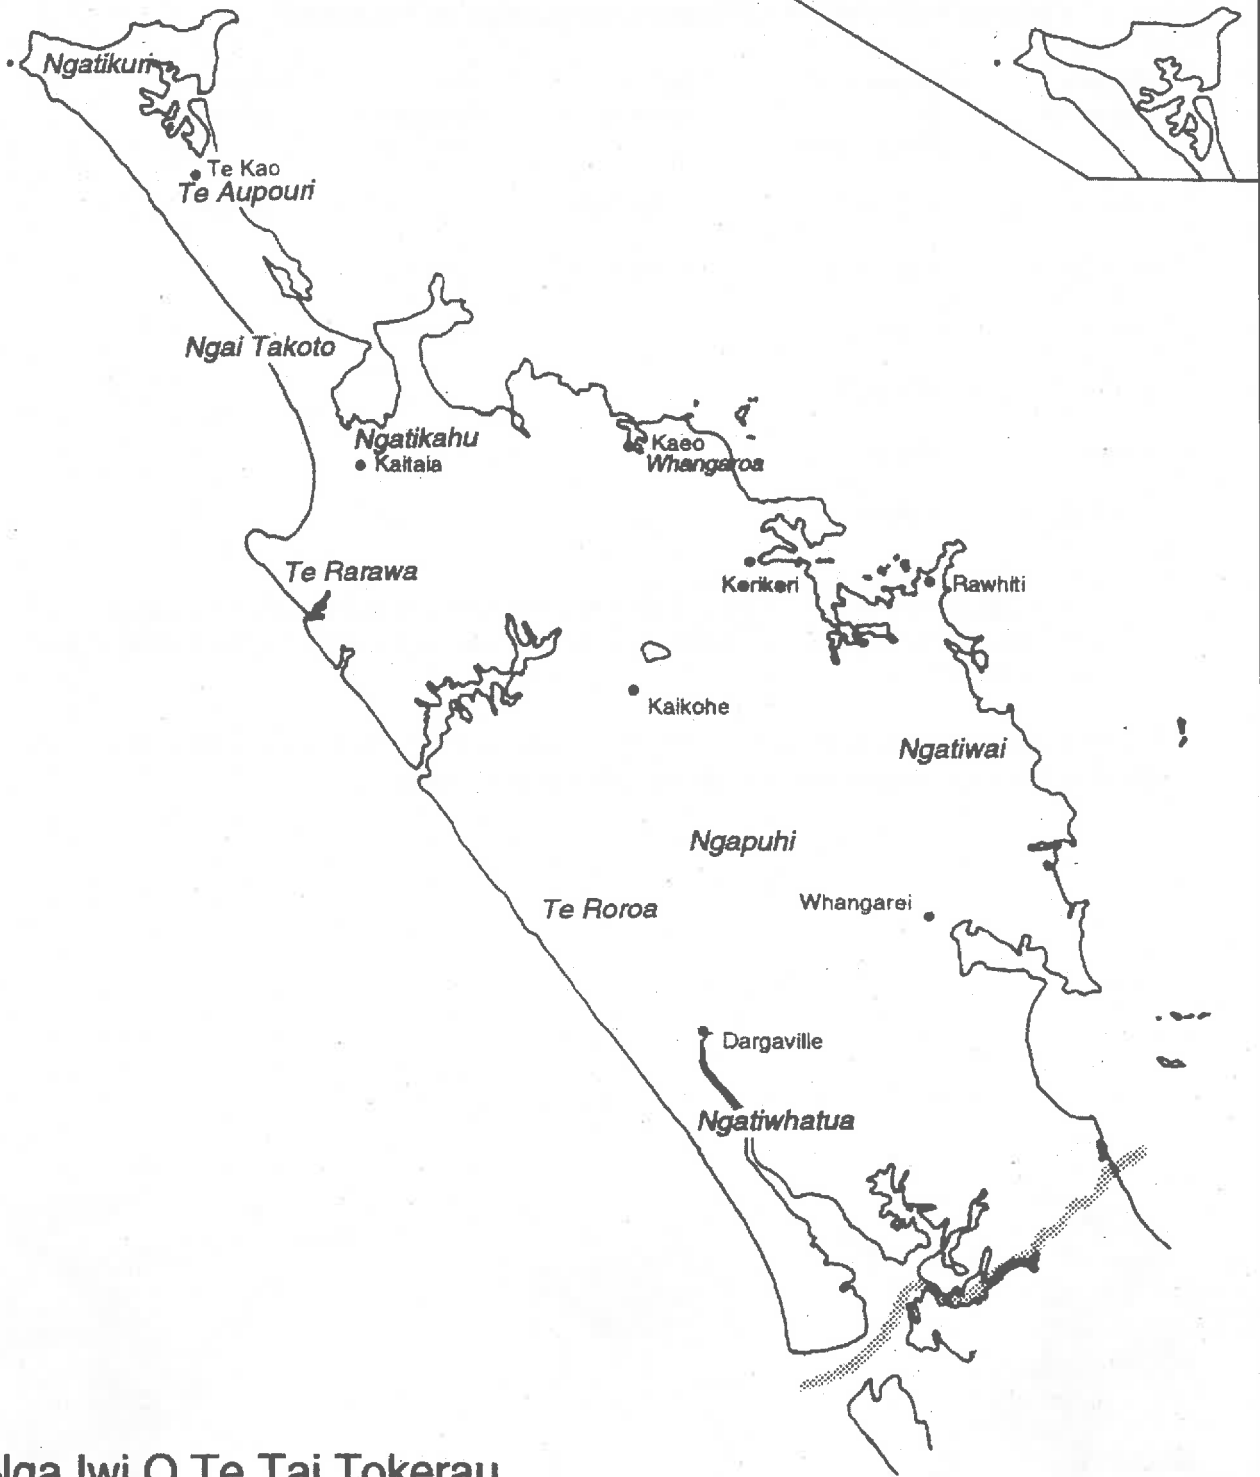 Ngatikuri
Te Kao
Te Aupouri
Ngai Takoto
Ngatikahu
Kaitaia
Kaeo
Whangaroa
Te Rarawa
Kerikeri
Rawhiti
Kaikohe
Ngatiwai
Ngapuhi
Whangarei
Te Roroa
Dargaville
Ngatiwhatua
Nga Iwi O Te Tai Tokerau